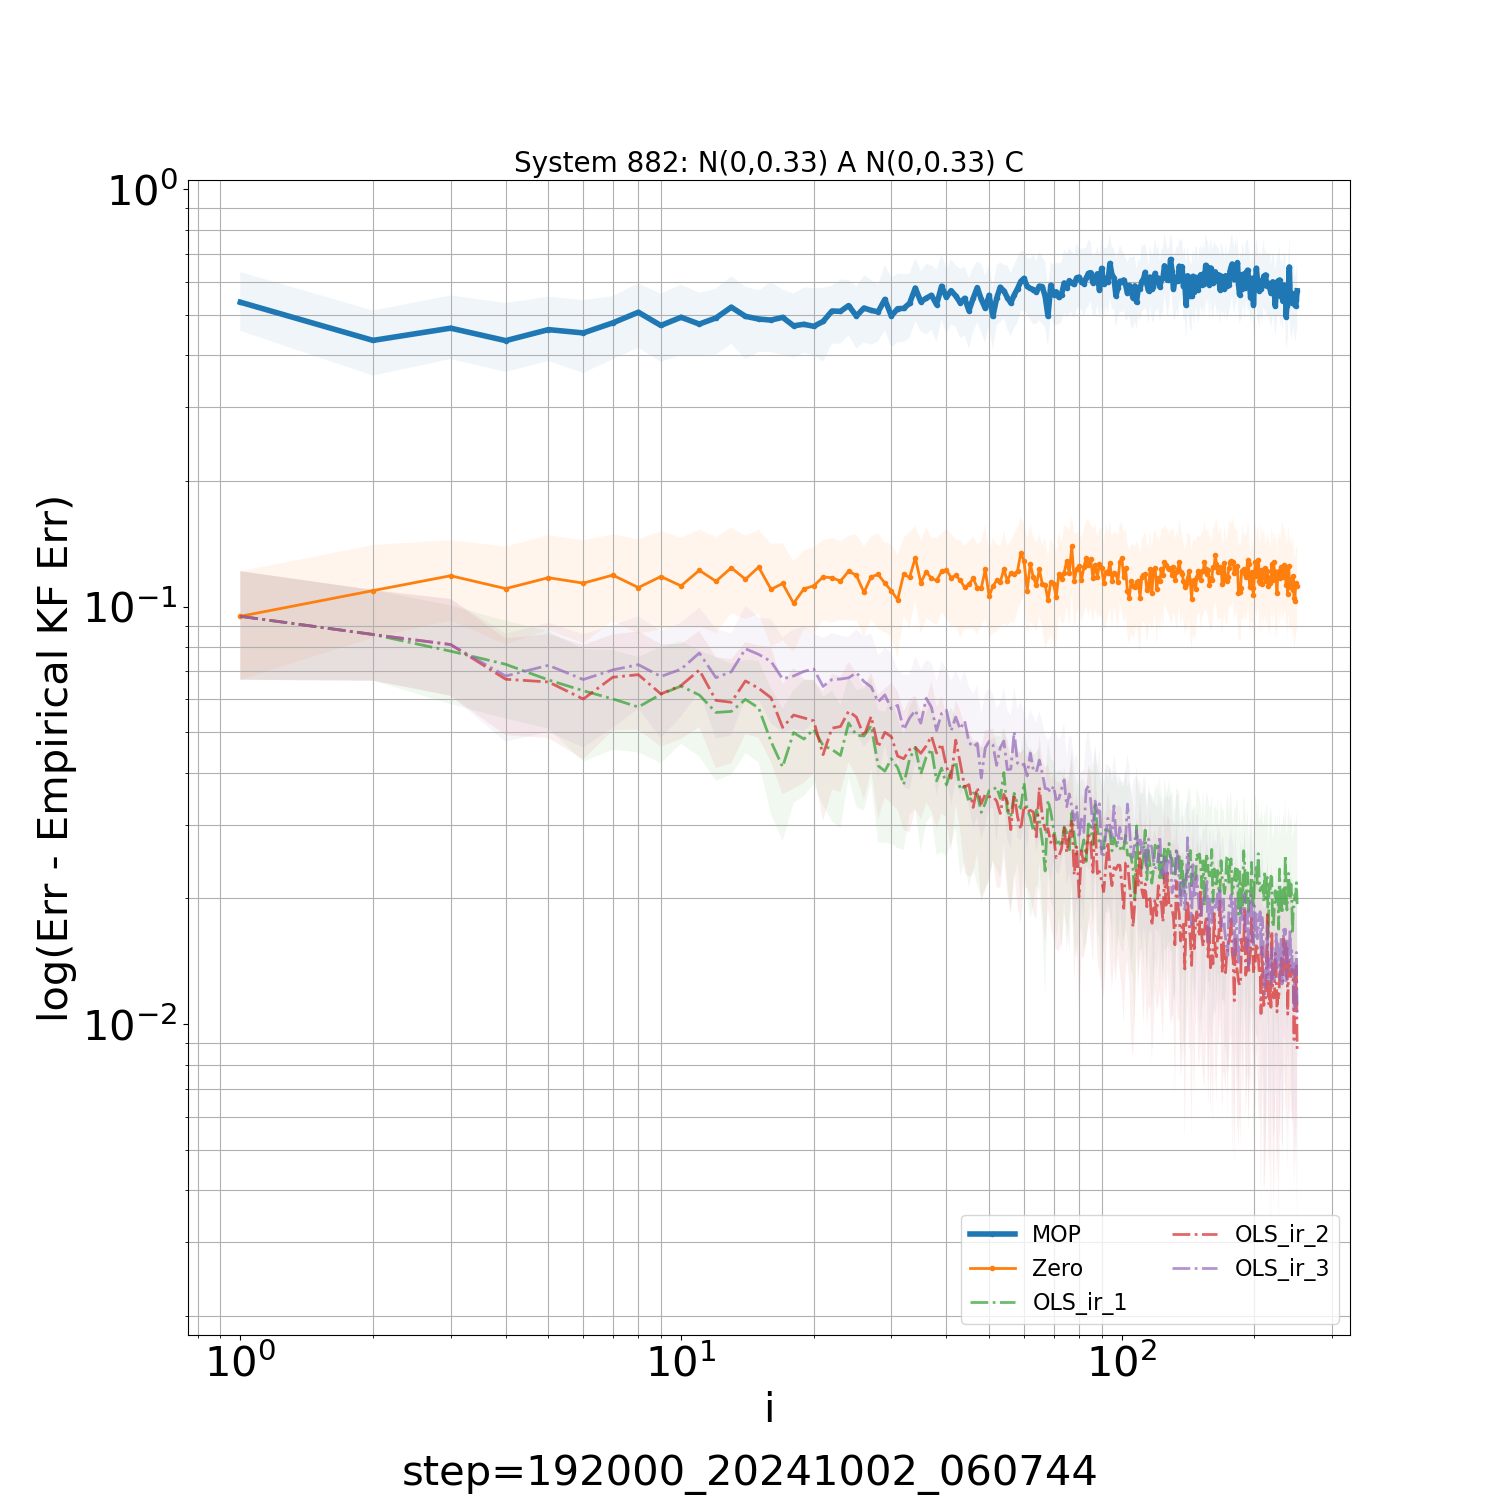 System 882: N(0,0.33) A N(0,0.33) C
10⁰
10⁻¹
10⁻²
log(Err - Empirical KF Err)
MOP
Zero
OLS_ir_1
OLS_ir_2
OLS_ir_3
10⁰ 10¹ 10²
i
step=192000_20241002_060744